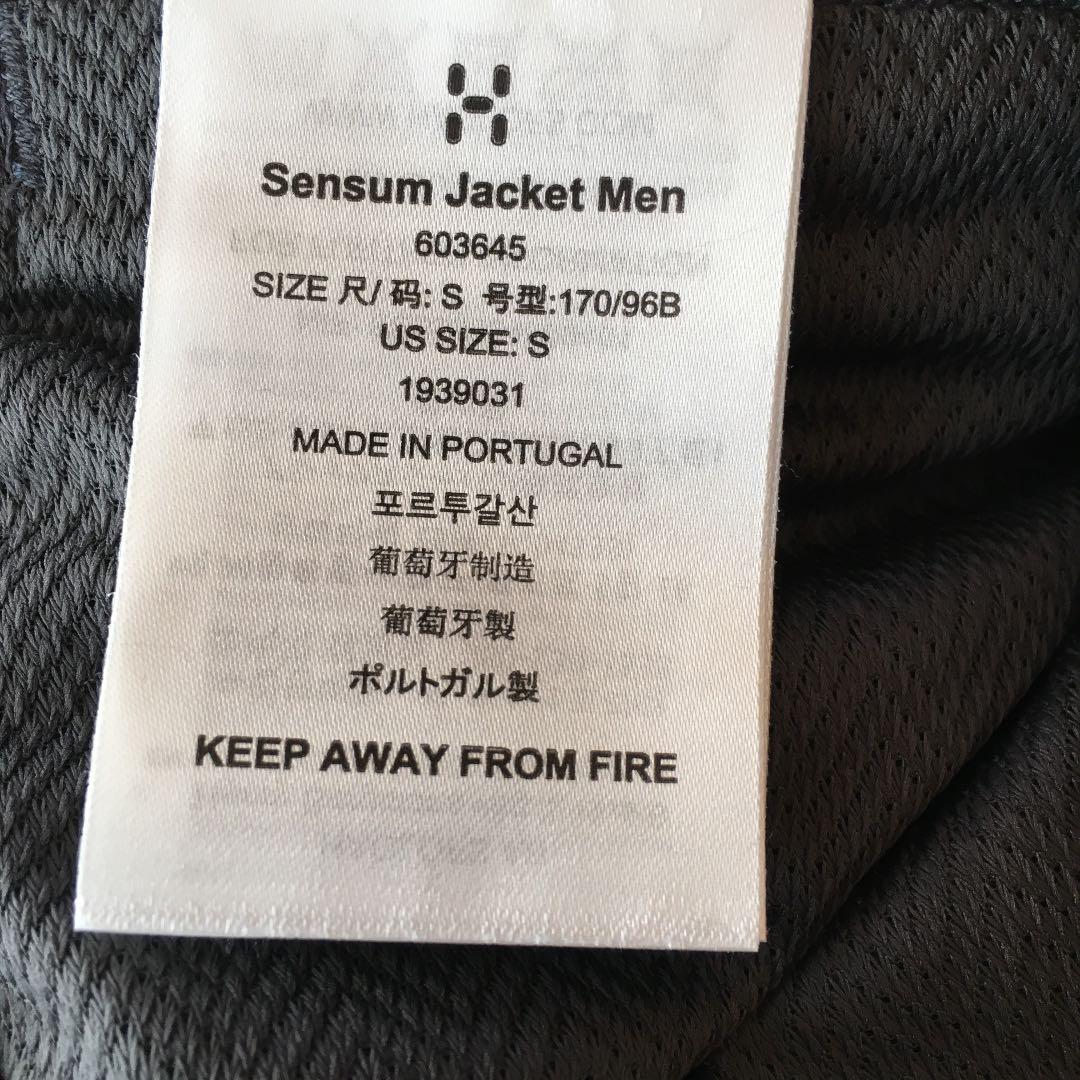 Sensum Jacket Men
603645
SIZE 尺/ 码: S 号型:170/96B
US SIZE: S
1939031
MADE IN PORTUGAL
포르투갈산
葡萄牙制造
葡萄牙製
ポルトガル製
KEEP AWAY FROM FIRE